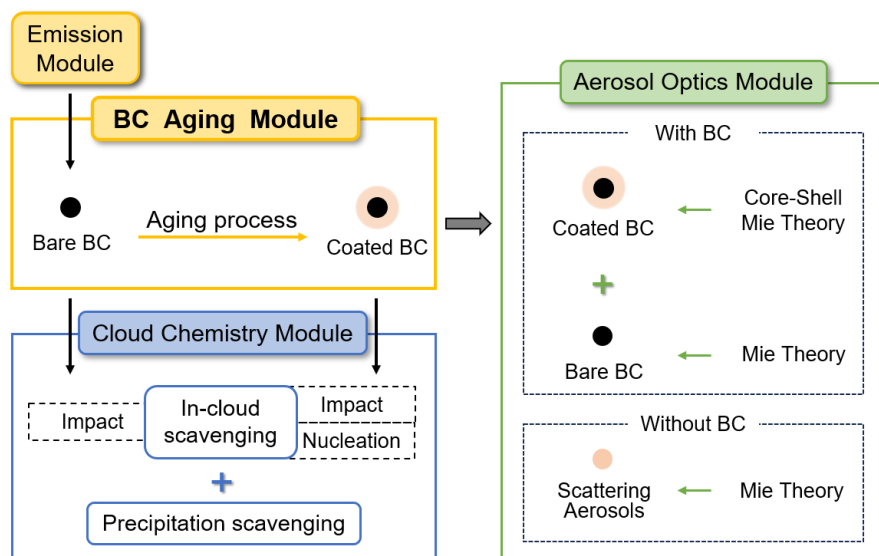 Emission
Module
BC Aging Module
Bare BC
Aging process
Coated BC
Cloud Chemistry Module
Impact
In-cloud
scavenging
Impact
Nucleation
+
Precipitation scavenging
Aerosol Optics Module
With BC
Coated BC
Core-Shell
Mie Theory
+
Bare BC
Mie Theory
Without BC
Scattering
Aerosols
Mie Theory